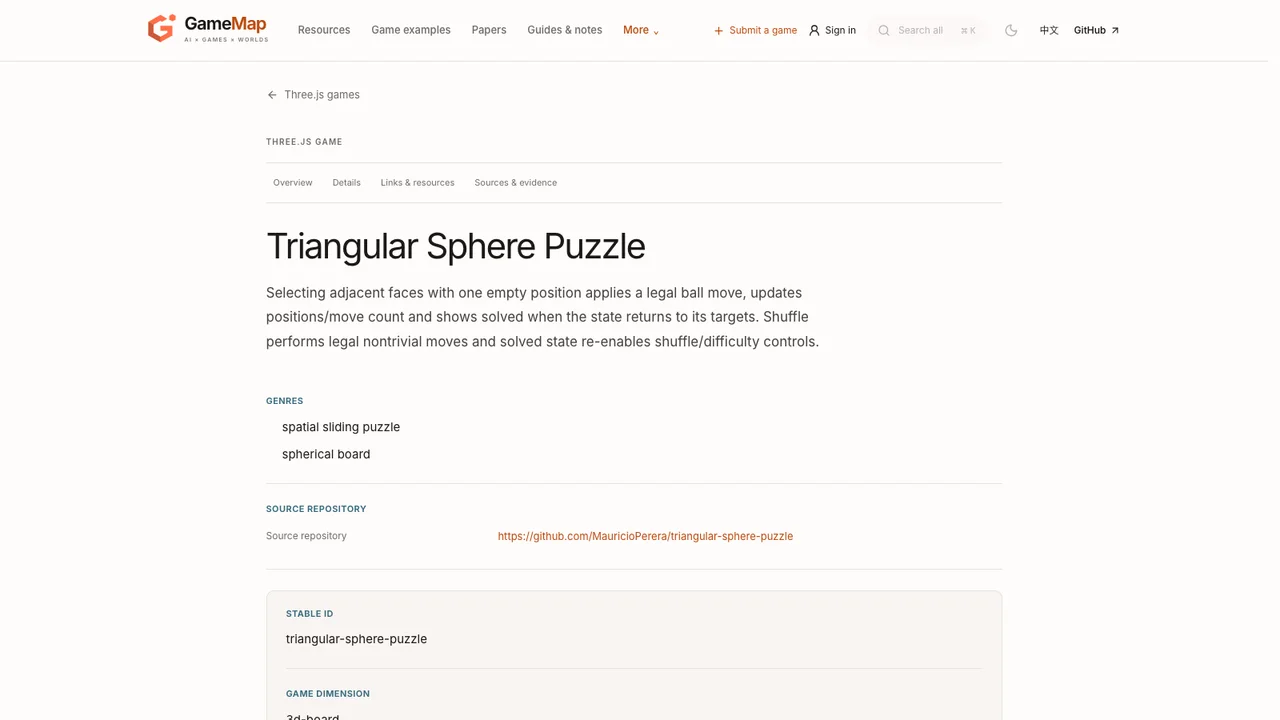 GameMap
AI × GAMES × WORLDS
Resources
Game examples
Papers
Guides & notes
More
+ Submit a game
Sign in
Search all
⌘ K
中文
GitHub ↗
← Three.js games
THREE.JS GAME
Overview
Details
Links & resources
Sources & evidence
Triangular Sphere Puzzle
Selecting adjacent faces with one empty position applies a legal ball move, updates
positions/move count and shows solved when the state returns to its targets. Shuffle
performs legal nontrivial moves and solved state re-enables shuffle/difficulty controls.
GENRES
spatial sliding puzzle
spherical board
SOURCE REPOSITORY
Source repository
https://github.com/MauricioPerera/triangular-sphere-puzzle
STABLE ID
triangular-sphere-puzzle
GAME DIMENSION
3d-board